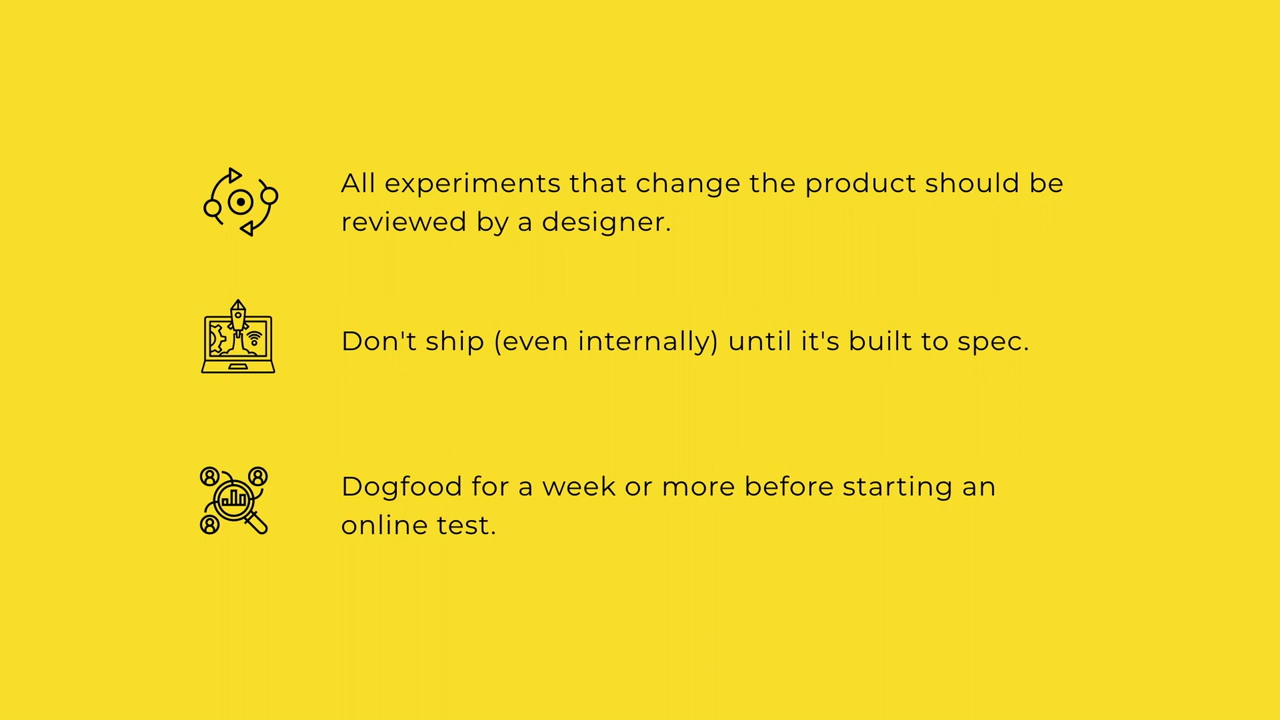 All experiments that change the product should be
reviewed by a designer.
Don't ship (even internally) until it's built to spec.
Dogfood for a week or more before starting an
online test.